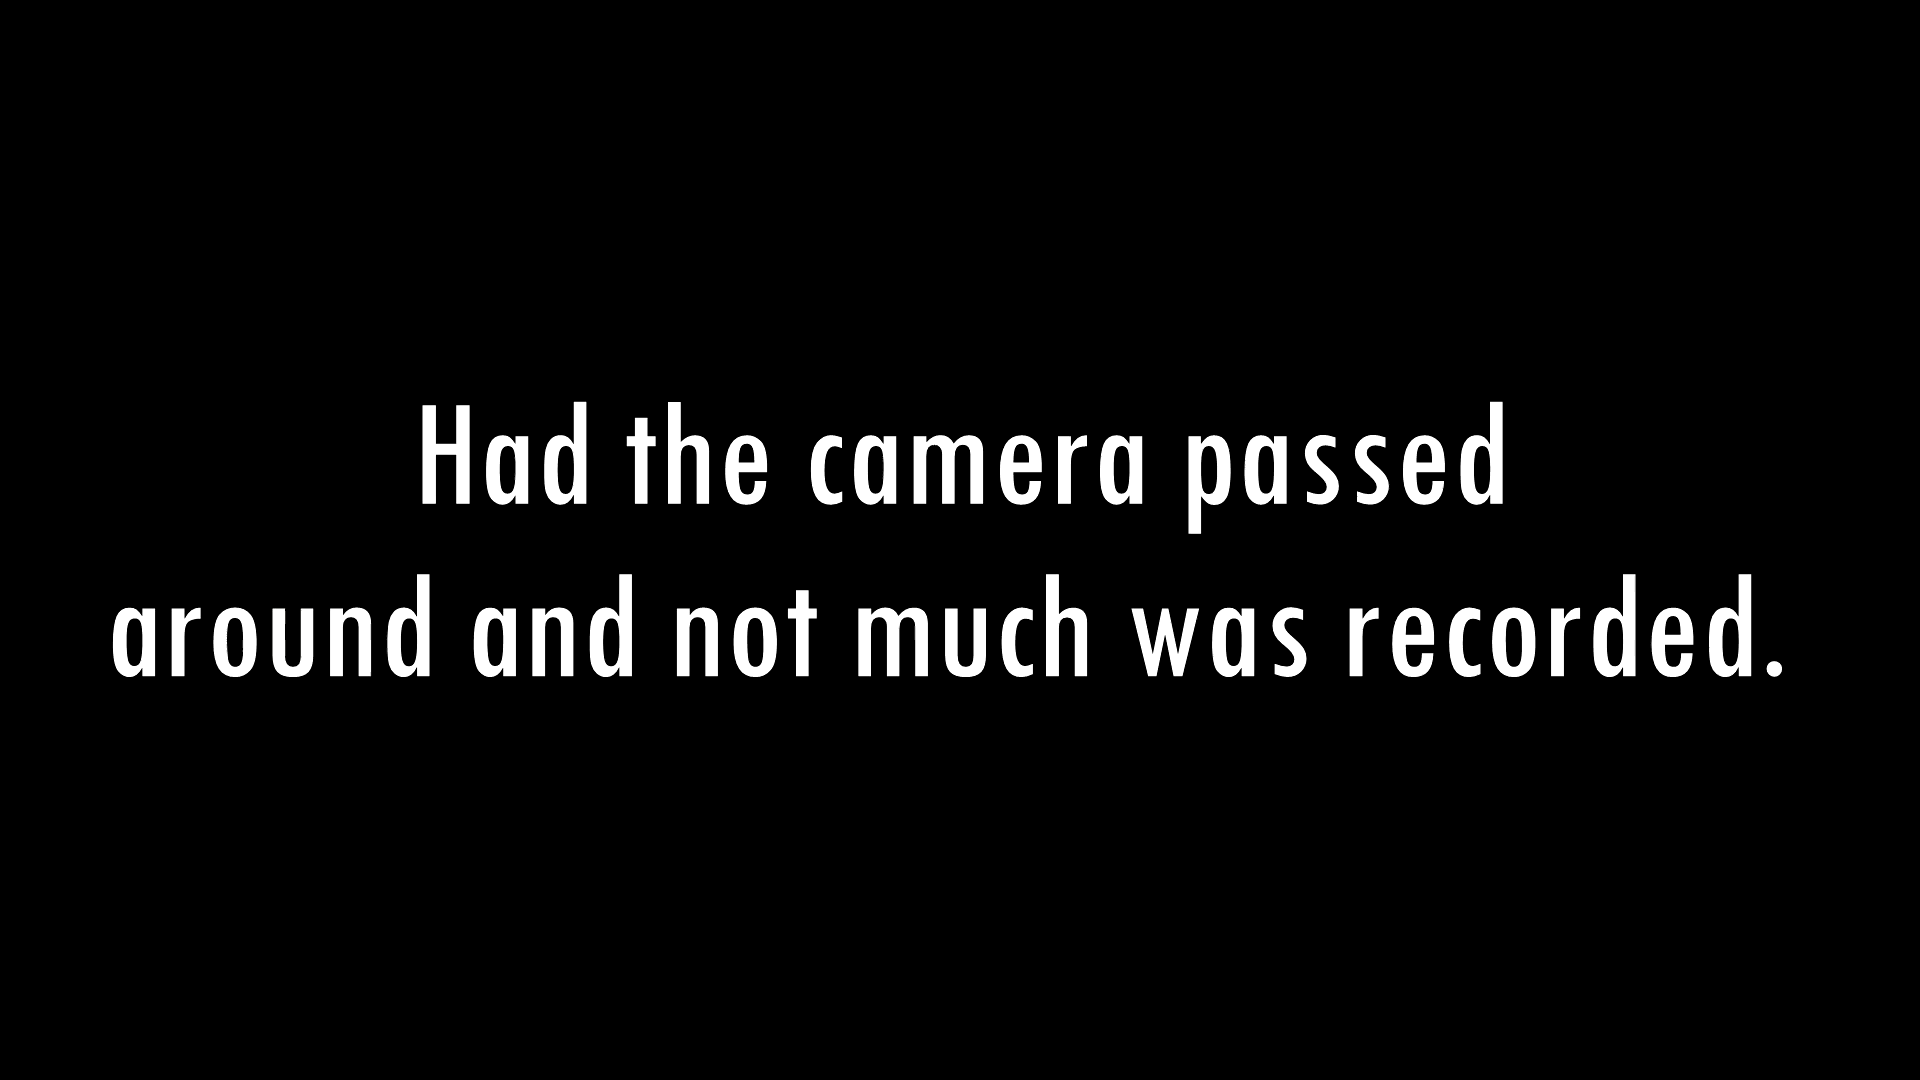 Had the camera passed
around and not much was recorded.